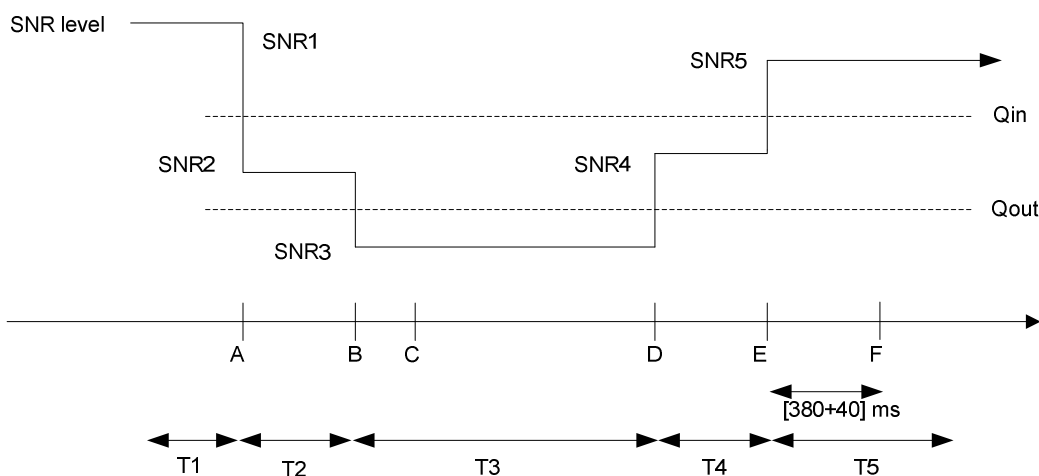 SNR level
SNR1
SNR5
Qin
SNR2
SNR4
Qout
SNR3
A B C D E F
[380+40] ms
T1 T2 T3 T4 T5